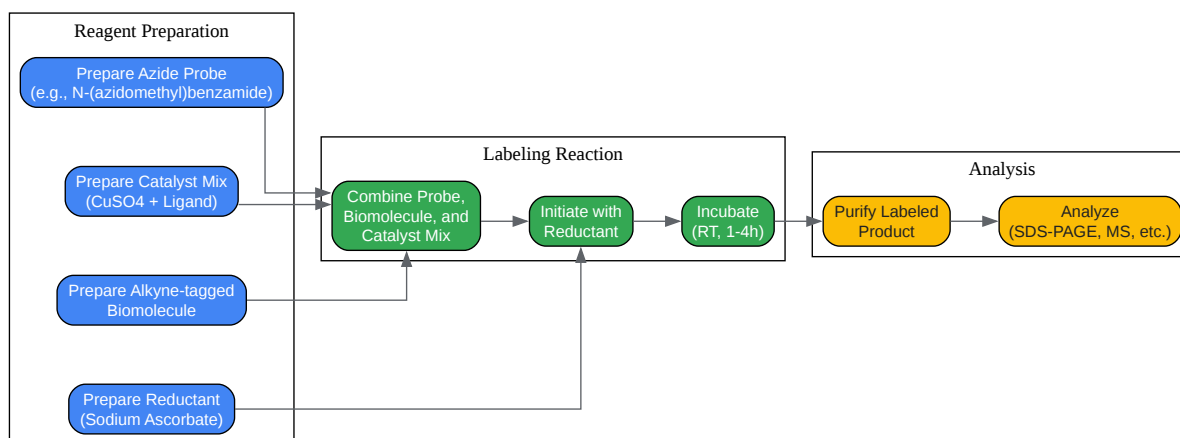 Reagent Preparation
Prepare Azide Probe
(e.g., N-(azidomethyl)benzamide)
Prepare Catalyst Mix
(CuSO4 + Ligand)
Prepare Alkyne-tagged
Biomolecule
Prepare Reductant
(Sodium Ascorbate)
Labeling Reaction
Combine Probe,
Biomolecule, and
Catalyst Mix
Initiate with
Reductant
Incubate
(RT, 1-4h)
Analysis
Purify Labeled
Product
Analyze
(SDS-PAGE, MS, etc.)